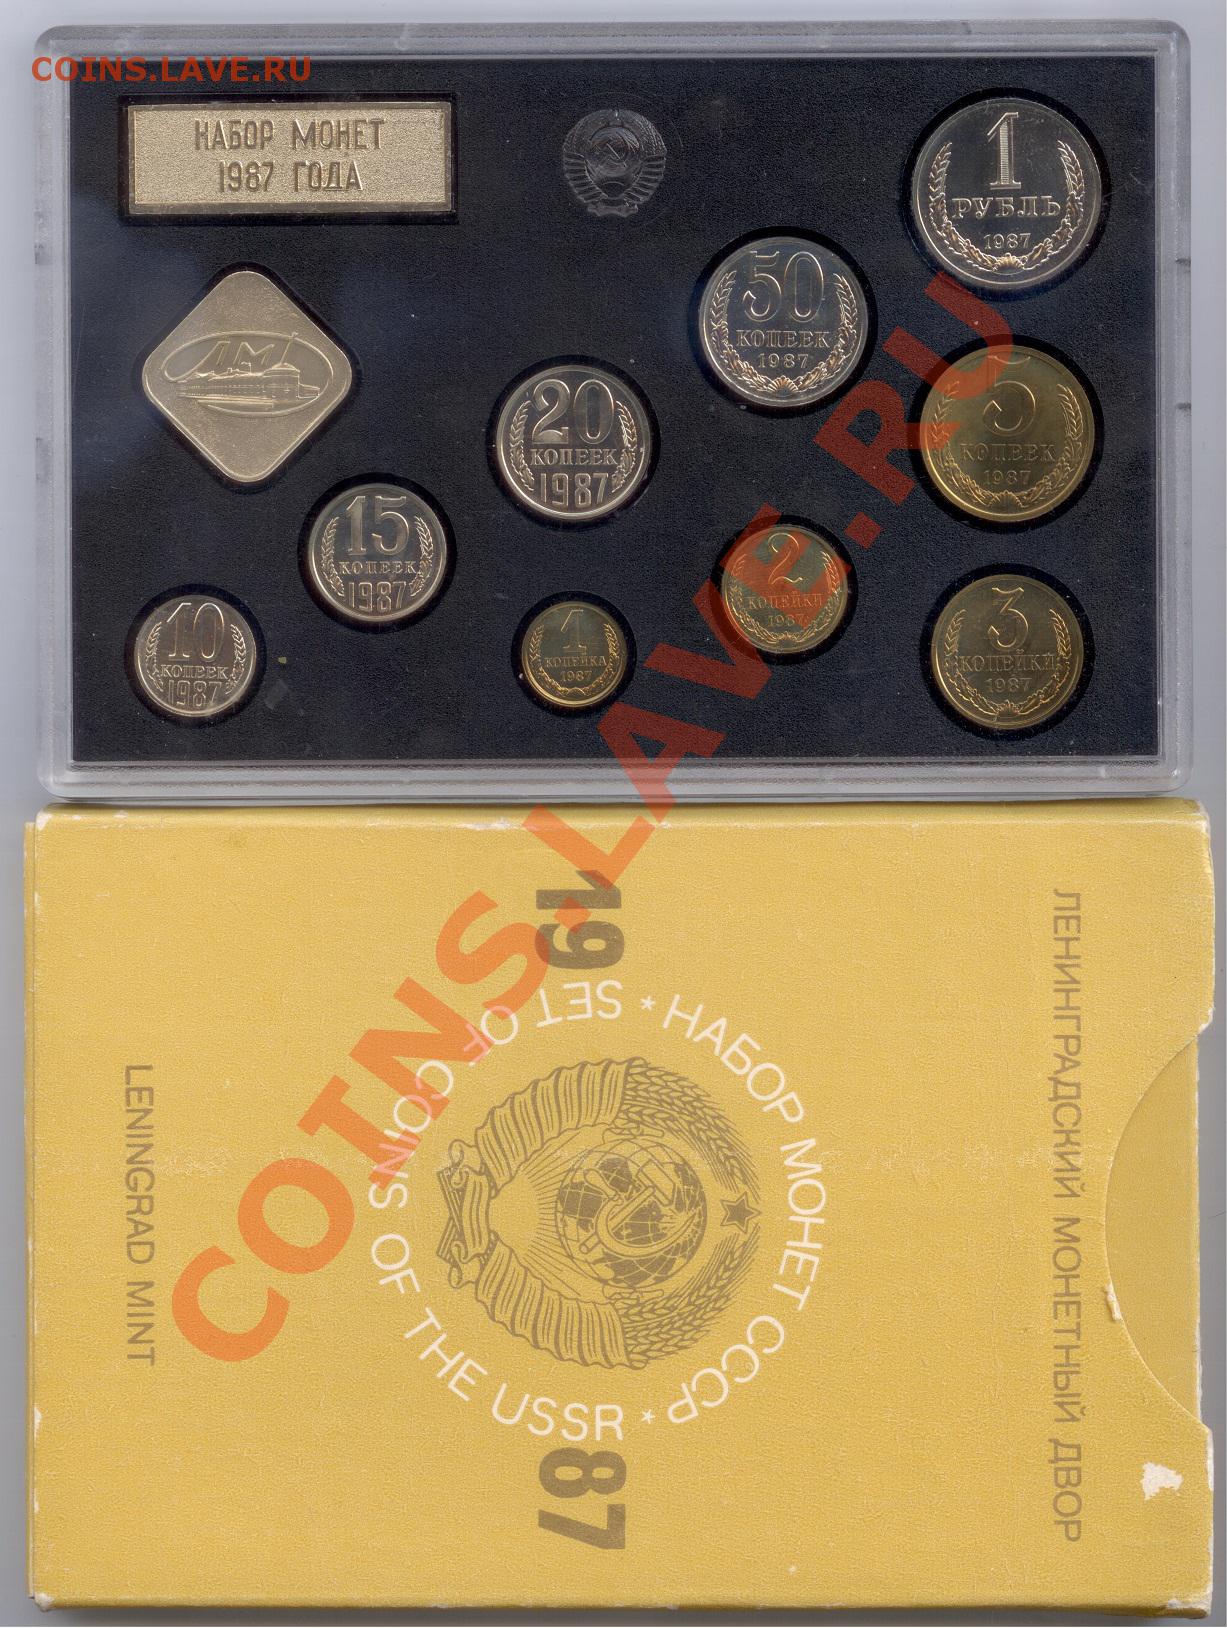 COINS.LAVE.RU
НАБОР МОНЕТ
1987 ГОДА
1
РУБЛЬ
1987
50
КОПЕЕК
1987
ЛМД
20
КОПЕЕК
1987
5
КОПЕЕК
1987
15
КОПЕЕК
1987
2
КОПЕЙКИ
1987
10
КОПЕЕК
1987
1
КОПЕЙКА
1987
3
КОПЕЙКИ
1987
COINS.LAVE.RU
ЛЕНИНГРАДСКИЙ МОНЕТНЫЙ ДВОР
19 87
НАБОР МОНЕТ СССР * SET OF COINS OF THE USSR *
LENINGRAD MINT